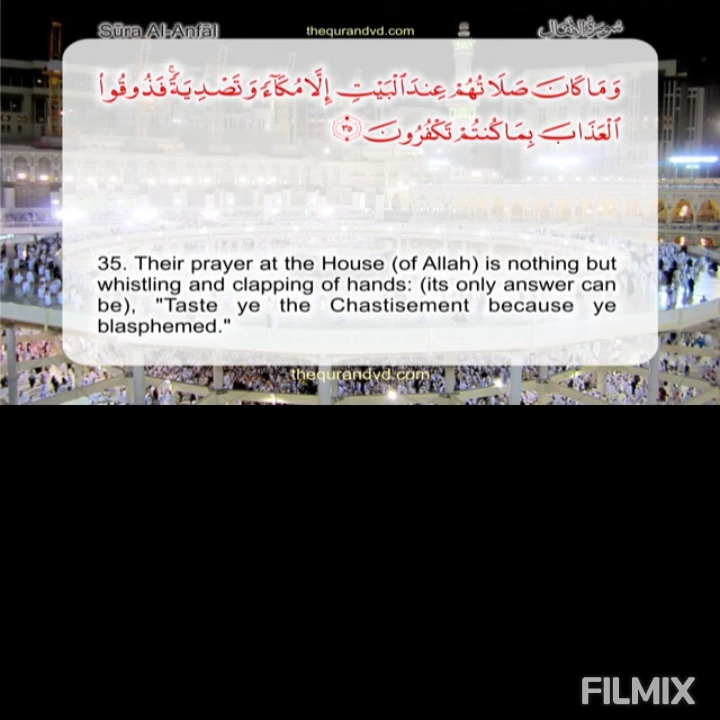 Sūra Al-Anfāl thequrandvd.com سورة الأنفال
وَمَا كَانَ صَلَاتُهُمْ عِندَ ٱلْبَيْتِ إِلَّا مُكَآءً وَتَصْدِيَةً ۚ فَذُوقُوا۟
ٱلْعَذَابَ بِمَا كُنتُمْ تَكْفُرُونَ ٣٥
35. Their prayer at the House (of Allah) is nothing but
whistling and clapping of hands: (its only answer can
be), "Taste ye the Chastisement because ye
blasphemed."
thequrandvd.com
FILMIX